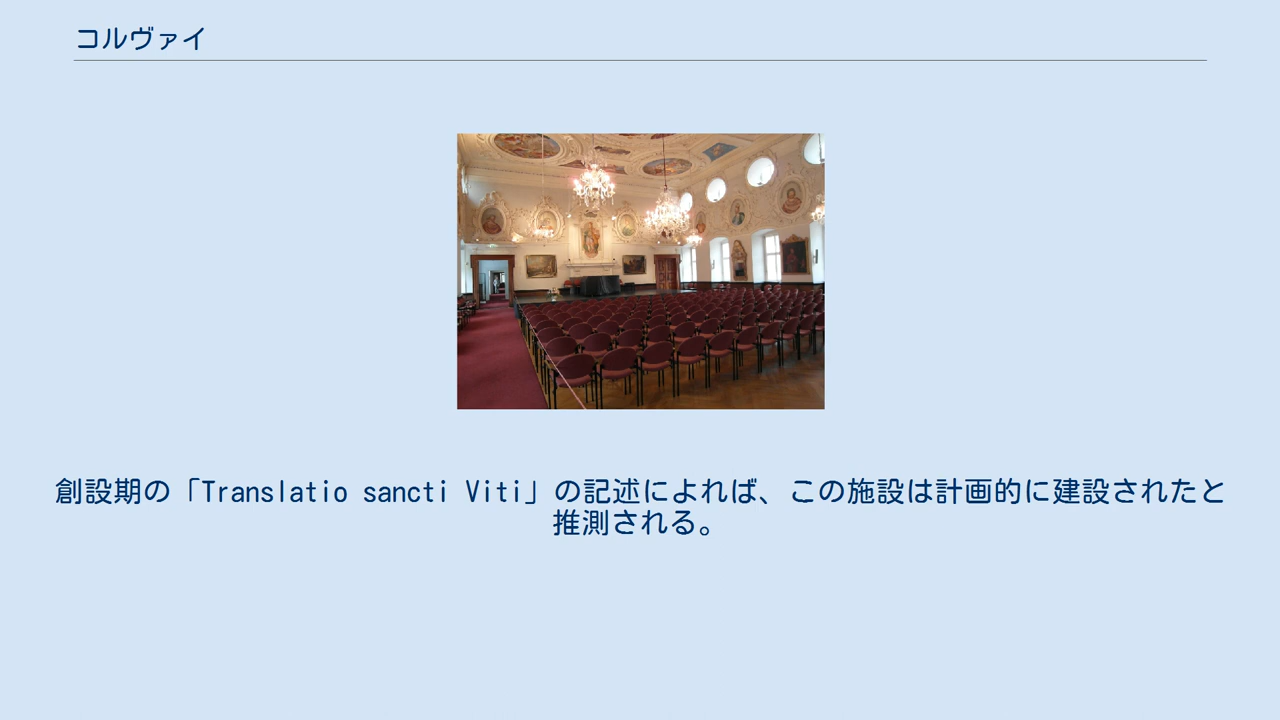 コルヴァイ
創設期の「Translatio sancti Viti」の記述によれば、この施設は計画的に建設されたと
推測される。